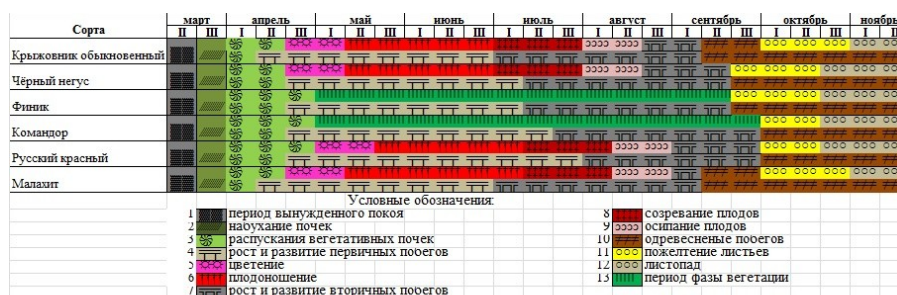 Сорта март апрель май июнь июль август сентябрь октябрь ноябрь
II III I II III I II III I II III I II III I II III I II III I II III I II
Крыжовник обыкновенный
Чёрный негус
Финик
Командор
Русский красный
Малахит
Условные обозначения:
1 период вынужденного покоя
2 набухание почек
3 распускания вегетативных почек
4 рост и развитие первичных побегов
5 цветение
6 плодоношение
7 рост и развитие вторичных побегов
8 созревание плодов
9 осипание плодов
10 одревесненые побегов
11 пожелтение листьев
12 листопад
13 период фазы вегетации